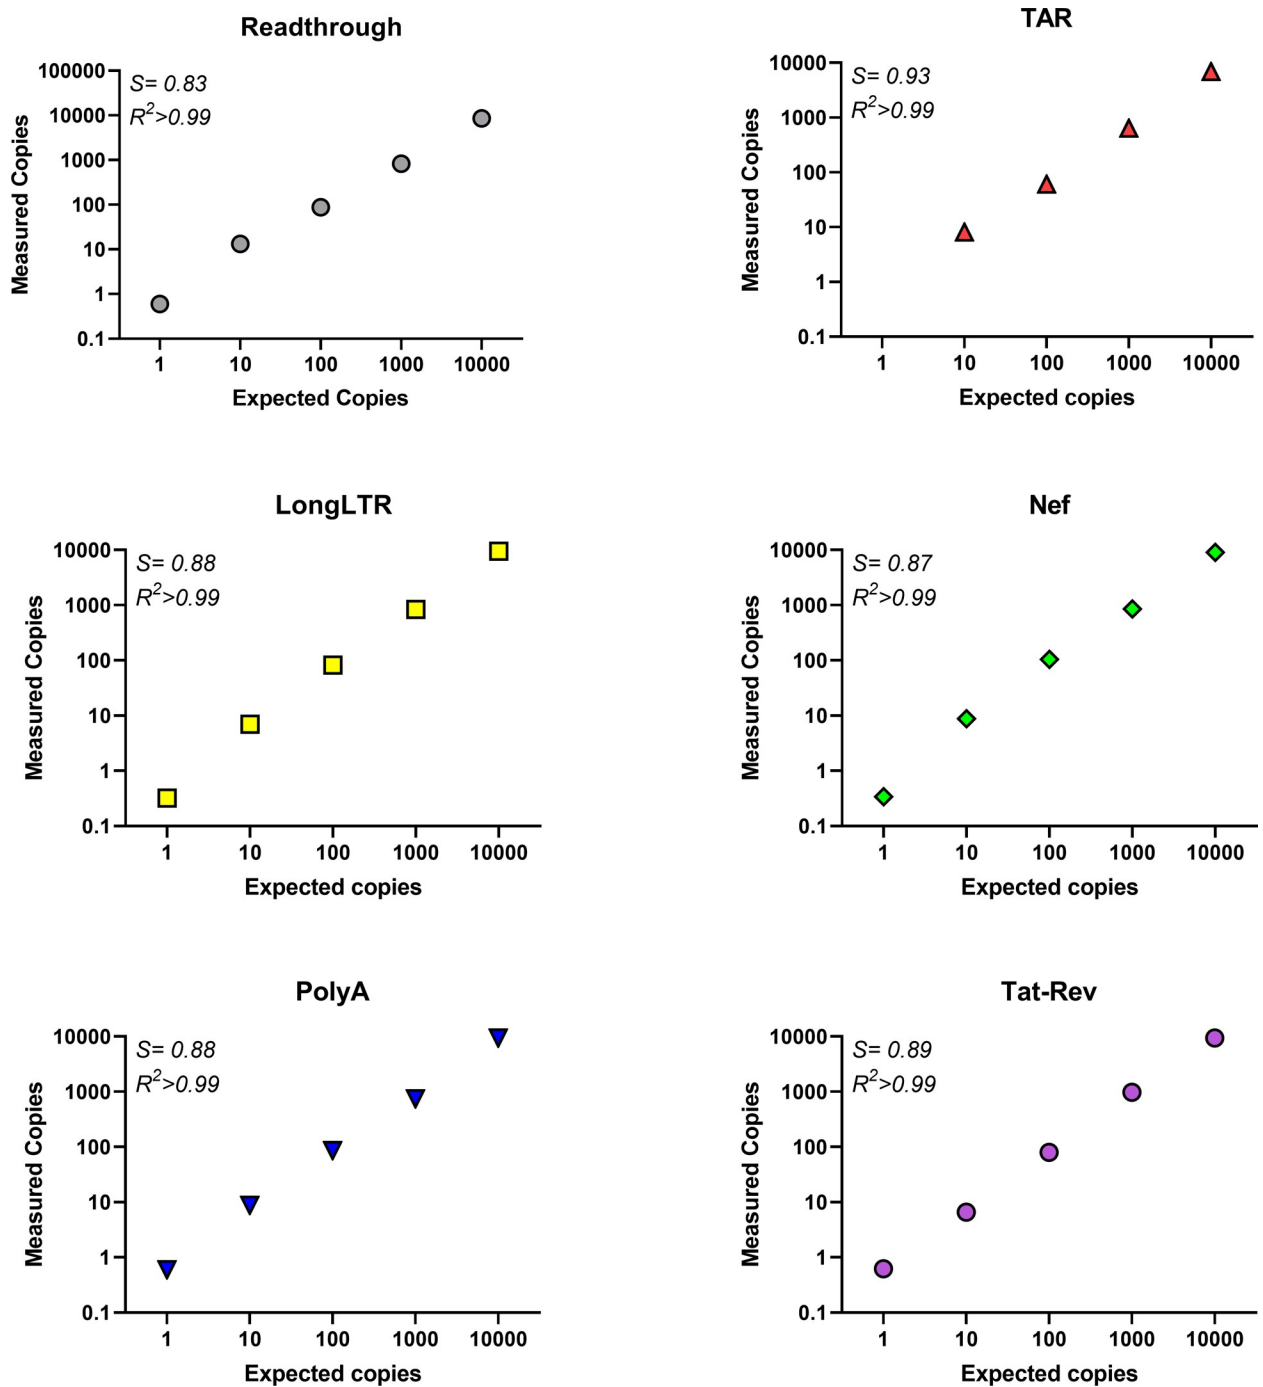 Readthrough
S= 0.83
R2>0.99
Measured Copies
100000
10000
1000
100
10
1
0.1
1 10 100 1000 10000
Expected Copies
TAR
S= 0.93
R2>0.99
Measured Copies
10000
1000
100
10
1
0.1
1 10 100 1000 10000
Expected copies
LongLTR
S= 0.88
R2>0.99
Measured Copies
10000
1000
100
10
1
0.1
1 10 100 1000 10000
Expected copies
Nef
S= 0.87
R2>0.99
Measured Copies
10000
1000
100
10
1
0.1
1 10 100 1000 10000
Expected copies
PolyA
S= 0.88
R2>0.99
Measured Copies
10000
1000
100
10
1
0.1
1 10 100 1000 10000
Expected copies
Tat-Rev
S= 0.89
R2>0.99
Measured Copies
10000
1000
100
10
1
0.1
1 10 100 1000 10000
Expected copies